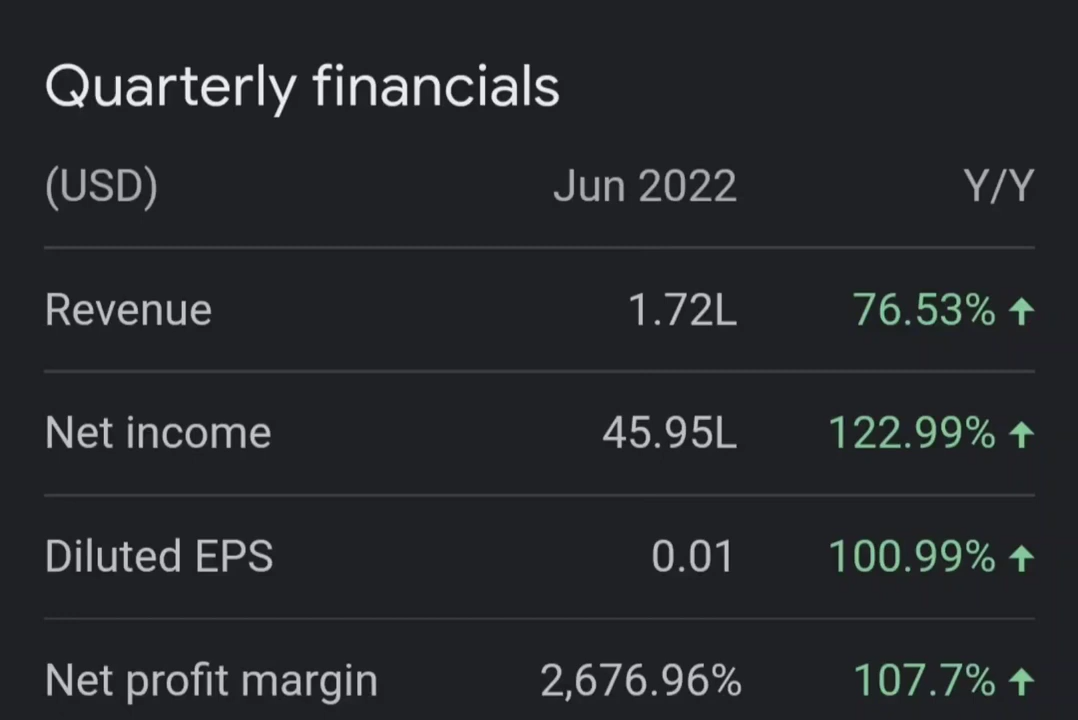 Quarterly financials
(USD) Jun 2022 Y/Y
Revenue 1.72L 76.53% ↑
Net income 45.95L 122.99% ↑
Diluted EPS 0.01 100.99% ↑
Net profit margin 2,676.96% 107.7% ↑